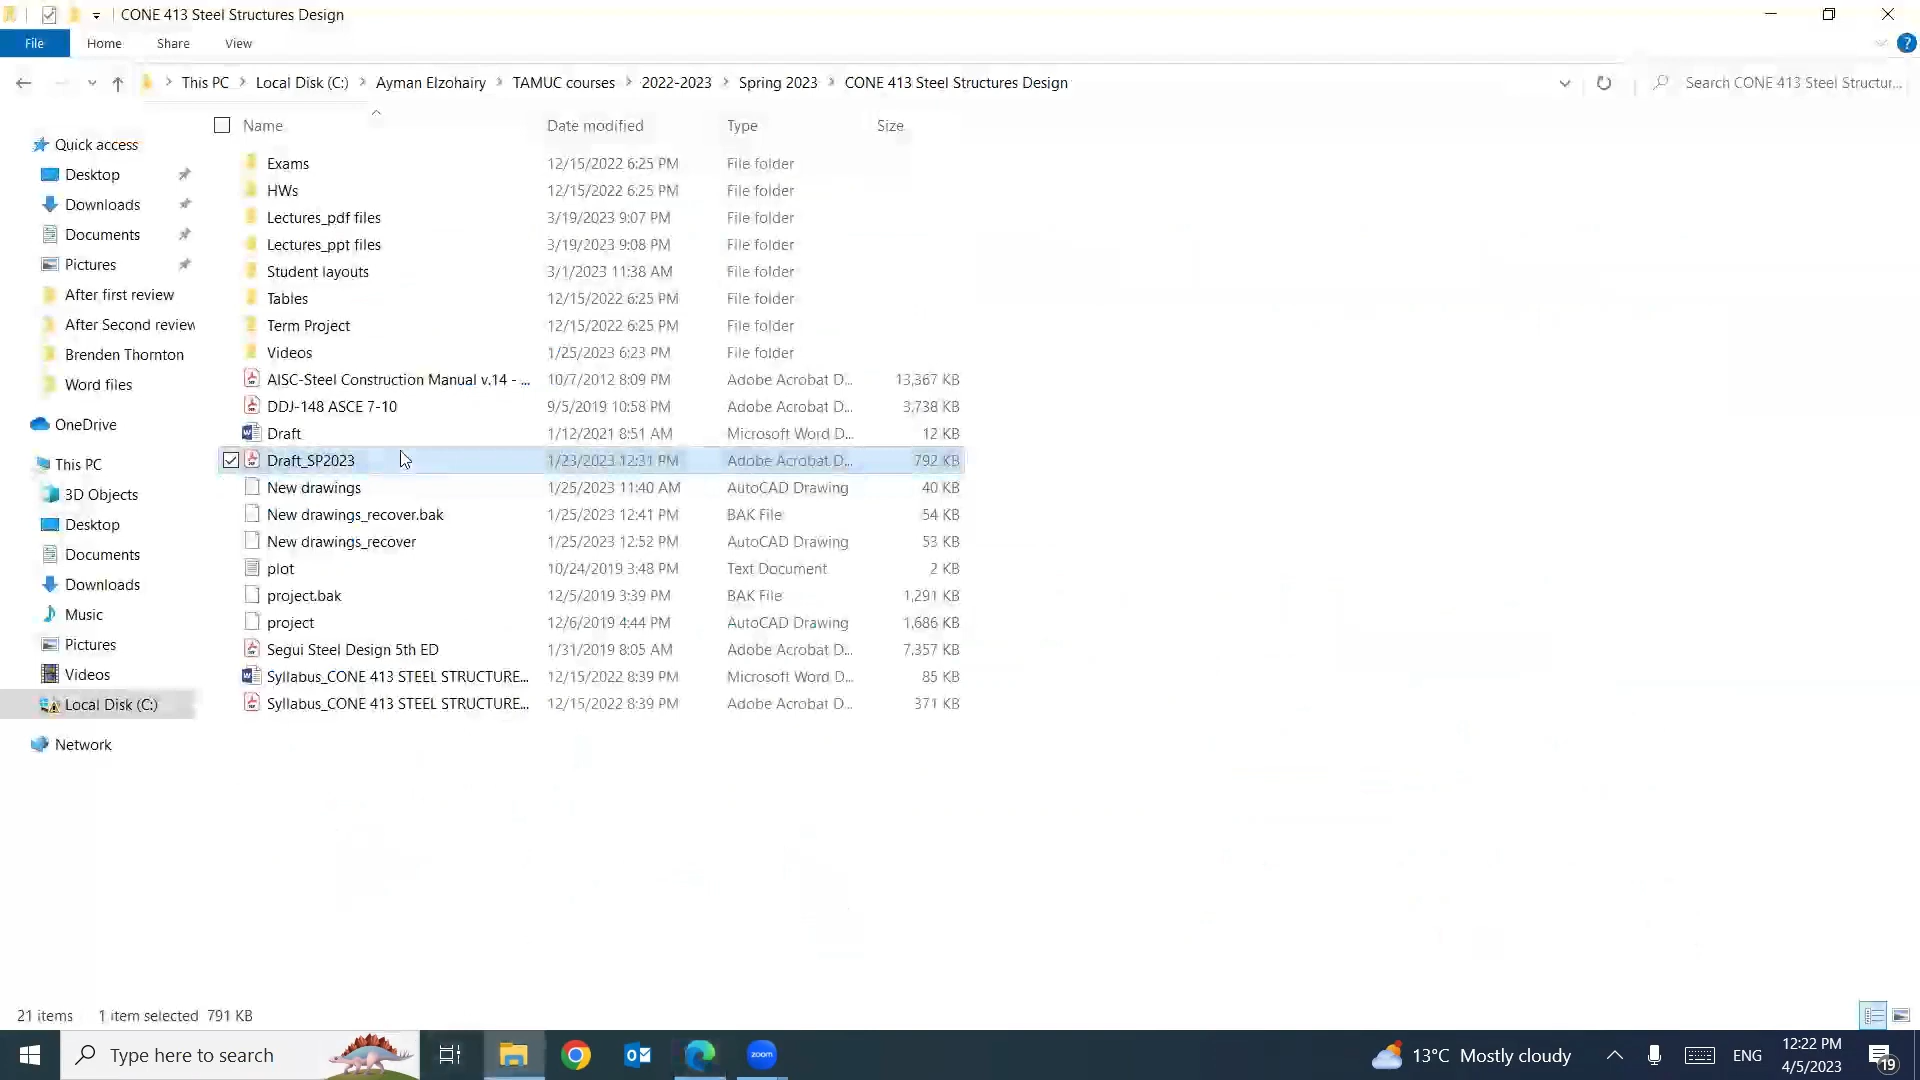 CONE 413 Steel Structures Design
File Home Share View
This PC Local Disk (C:) Ayman Elzohairy TAMUC courses 2022-2023 Spring 2023 CONE 413 Steel Structures Design Search CONE 413 Steel Structur...
Name Date modified Type Size
Quick access
Desktop
Downloads
Documents
Pictures
After first review
After Second review
Brenden Thornton
Word files
OneDrive
This PC
3D Objects
Desktop
Documents
Downloads
Music
Pictures
Videos
Local Disk (C:)
Network
Exams 12/15/2022 6:25 PM File folder
HWs 12/15/2022 6:25 PM File folder
Lectures_pdf files 3/19/2023 9:07 PM File folder
Lectures_ppt files 3/19/2023 9:08 PM File folder
Student layouts 3/1/2023 11:38 AM File folder
Tables 12/15/2022 6:25 PM File folder
Term Project 12/15/2022 6:25 PM File folder
Videos 1/25/2023 6:23 PM File folder
AISC-Steel Construction Manual v.14 - ... 10/7/2012 8:09 PM Adobe Acrobat D... 13,367 KB
DDJ-148 ASCE 7-10 9/5/2019 10:58 PM Adobe Acrobat D... 3,738 KB
Draft 1/12/2021 8:51 AM Microsoft Word D... 12 KB
Draft_SP2023 1/23/2023 12:31 PM Adobe Acrobat D... 792 KB
New drawings 1/25/2023 11:40 AM AutoCAD Drawing 40 KB
New drawings_recover.bak 1/25/2023 12:41 PM BAK File 54 KB
New drawings_recover 1/25/2023 12:52 PM AutoCAD Drawing 53 KB
plot 10/24/2019 3:48 PM Text Document 2 KB
project.bak 12/5/2019 3:39 PM BAK File 1,291 KB
project 12/6/2019 4:44 PM AutoCAD Drawing 1,686 KB
Segui Steel Design 5th ED 1/31/2019 8:05 AM Adobe Acrobat D... 7,357 KB
Syllabus_CONE 413 STEEL STRUCTURE... 12/15/2022 8:39 PM Microsoft Word D... 85 KB
Syllabus_CONE 413 STEEL STRUCTURE... 12/15/2022 8:39 PM Adobe Acrobat D... 371 KB
21 items 1 item selected 791 KB
Type here to search zoom 13°C Mostly cloudy ENG 12:22 PM
4/5/2023 19